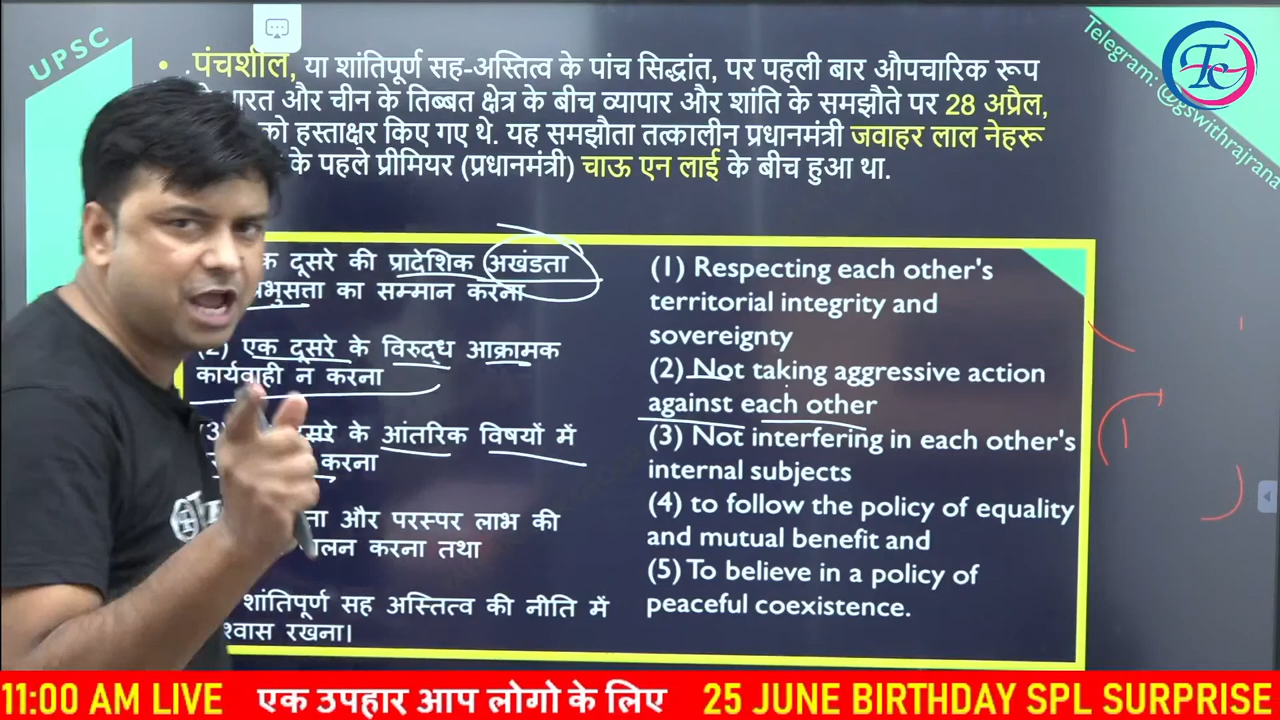 UPSC
Telegram: @gswithrajrana
• पंचशील, या शांतिपूर्ण सह-अस्तित्व के पांच सिद्धांत, पर पहली बार औपचारिक रूप
भारत और चीन के तिब्बत क्षेत्र के बीच व्यापार और शांति के समझौते पर 28 अप्रैल,
को हस्ताक्षर किए गए थे. यह समझौता तत्कालीन प्रधानमंत्री जवाहर लाल नेहरू
के पहले प्रीमियर (प्रधानमंत्री) चाऊ एन लाई के बीच हुआ था.
दूसरे की प्रादेशिक अखंडता
का सम्मान करना
(2) एक दूसरे के विरुद्ध आक्रामक
कार्यवाही न करना
(3) दूसरे के आंतरिक विषयों में
करना
और परस्पर लाभ की
करना तथा
शांतिपूर्ण सह अस्तित्व की नीति में
रखना।
(1) Respecting each other's
territorial integrity and
sovereignty
(2) Not taking aggressive action
against each other
(3) Not interfering in each other's
internal subjects
(4) to follow the policy of equality
and mutual benefit and
(5) To believe in a policy of
peaceful coexistence.
11:00 AM LIVE एक उपहार आप लोगो के लिए 25 JUNE BIRTHDAY SPL SURPRISE